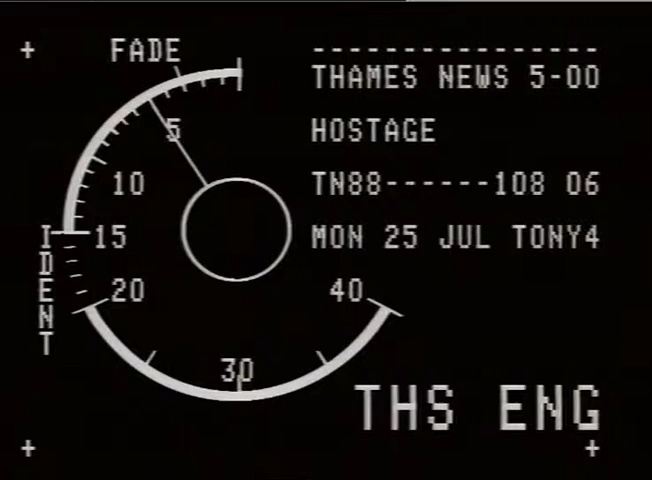 FADE
----------------
THAMES NEWS 5-00
5
HOSTAGE
10
TN88------108 06
IDENT
15
MON 25 JUL TONY4
20
40
30
THS ENG